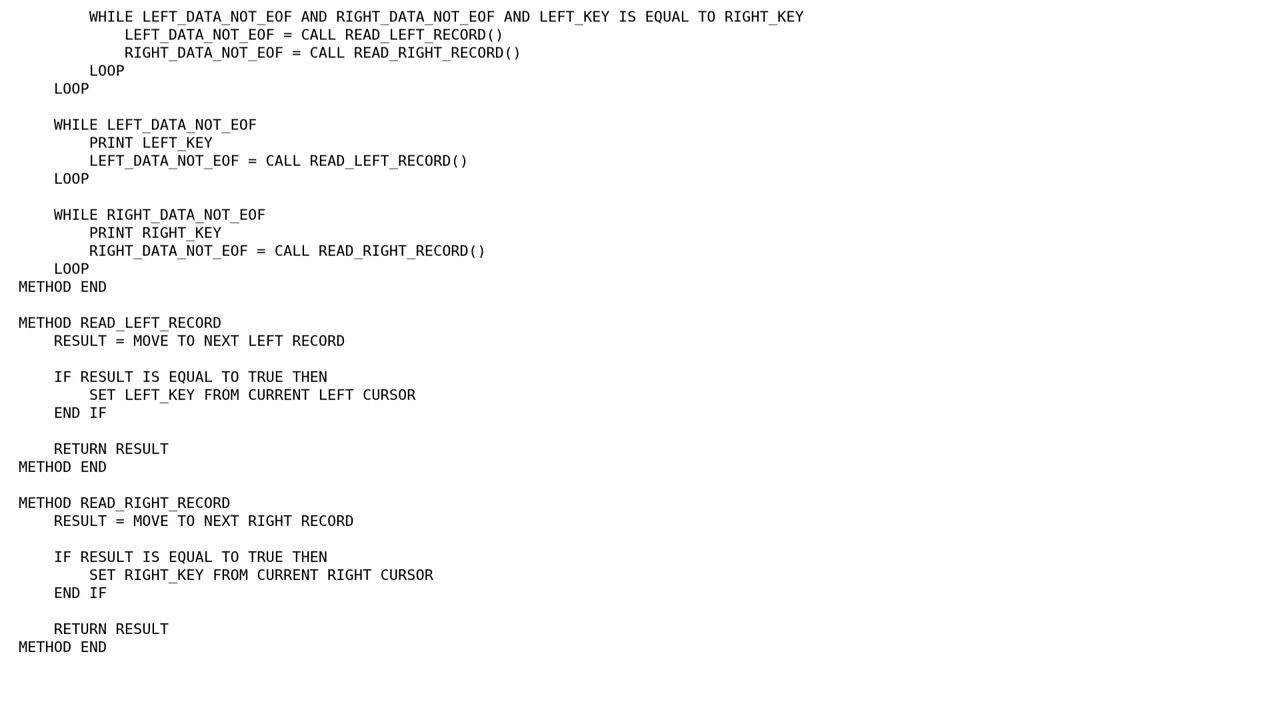 WHILE LEFT_DATA_NOT_EOF AND RIGHT_DATA_NOT_EOF AND LEFT_KEY IS EQUAL TO RIGHT_KEY
LEFT_DATA_NOT_EOF = CALL READ_LEFT_RECORD()
RIGHT_DATA_NOT_EOF = CALL READ_RIGHT_RECORD()
LOOP
LOOP
WHILE LEFT_DATA_NOT_EOF
PRINT LEFT_KEY
LEFT_DATA_NOT_EOF = CALL READ_LEFT_RECORD()
LOOP
WHILE RIGHT_DATA_NOT_EOF
PRINT RIGHT_KEY
RIGHT_DATA_NOT_EOF = CALL READ_RIGHT_RECORD()
LOOP
METHOD END
METHOD READ_LEFT_RECORD
RESULT = MOVE TO NEXT LEFT RECORD
IF RESULT IS EQUAL TO TRUE THEN
SET LEFT_KEY FROM CURRENT LEFT CURSOR
END IF
RETURN RESULT
METHOD END
METHOD READ_RIGHT_RECORD
RESULT = MOVE TO NEXT RIGHT RECORD
IF RESULT IS EQUAL TO TRUE THEN
SET RIGHT_KEY FROM CURRENT RIGHT CURSOR
END IF
RETURN RESULT
METHOD END